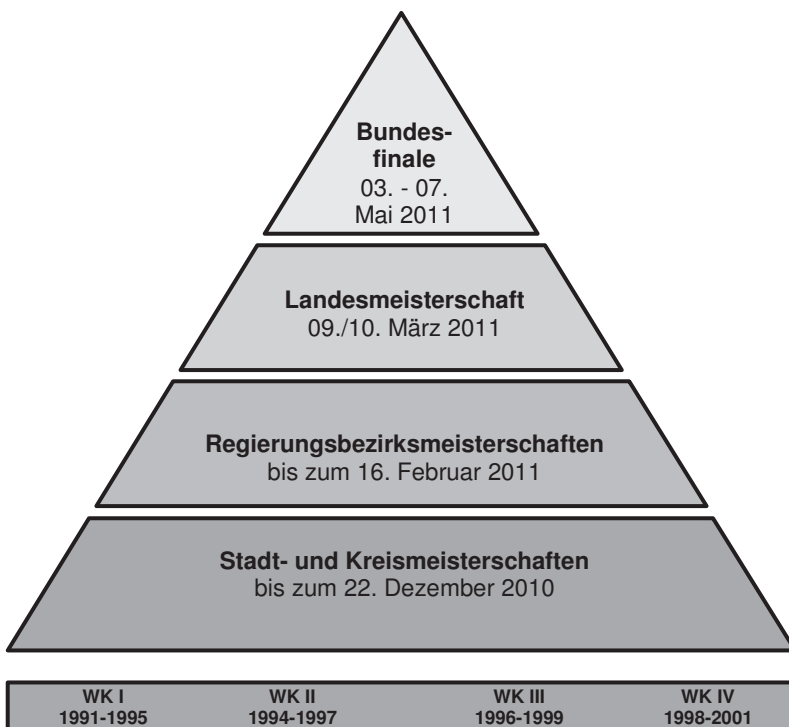 Bundes-
finale
03. - 07.
Mai 2011
Landesmeisterschaft
09./10. März 2011
Regierungsbezirksmeisterschaften
bis zum 16. Februar 2011
Stadt- und Kreismeisterschaften
bis zum 22. Dezember 2010
WK I WK II WK III WK IV
1991-1995 1994-1997 1996-1999 1998-2001